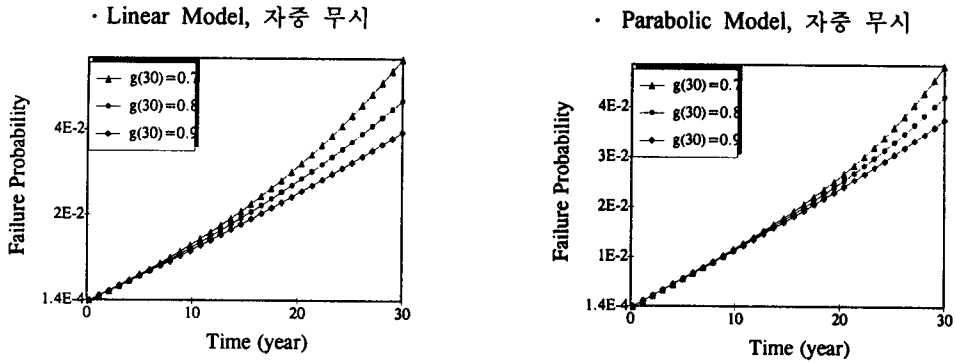 · Linear Model, 자중 무시
g(30)=0.7
g(30)=0.8
g(30)=0.9
Failure Probability
4E-2
2E-2
1.4E-4
0
10
20
30
Time (year)
· Parabolic Model, 자중 무시
g(30)=0.7
g(30)=0.8
g(30)=0.9
Failure Probability
4E-2
3E-2
2E-2
1E-2
1.4E-4
0
10
20
30
Time (year)